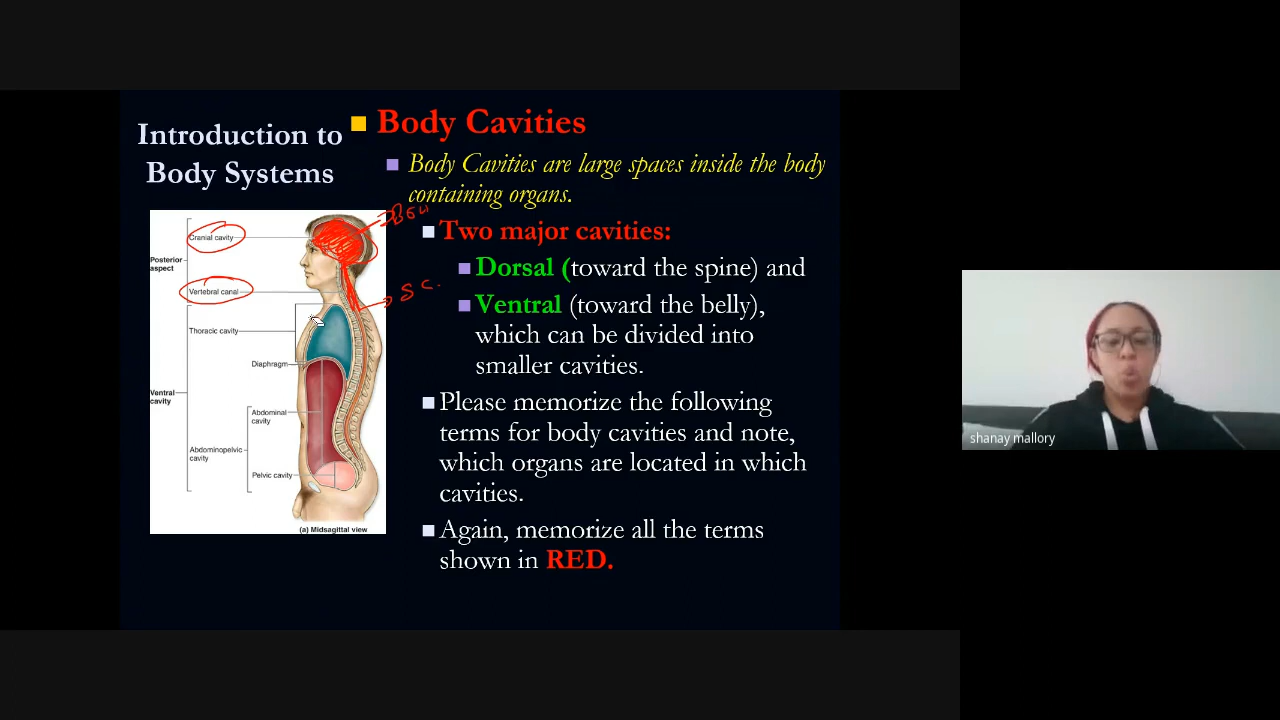 Introduction to
Body Systems
Body Cavities
Body Cavities are large spaces inside the body
containing organs.
Two major cavities:
Dorsal (toward the spine) and
Ventral (toward the belly),
which can be divided into
smaller cavities.
Please memorize the following
terms for body cavities and note,
which organs are located in which
cavities.
Again, memorize all the terms
shown in RED.
Cranial cavity
Posterior
aspect
Vertebral canal
Thoracic cavity
Diaphragm
Ventral
cavity
Abdominal
cavity
Abdominopelvic
cavity
Pelvic cavity
(a) Midsagittal view
S C.
shanay mallory